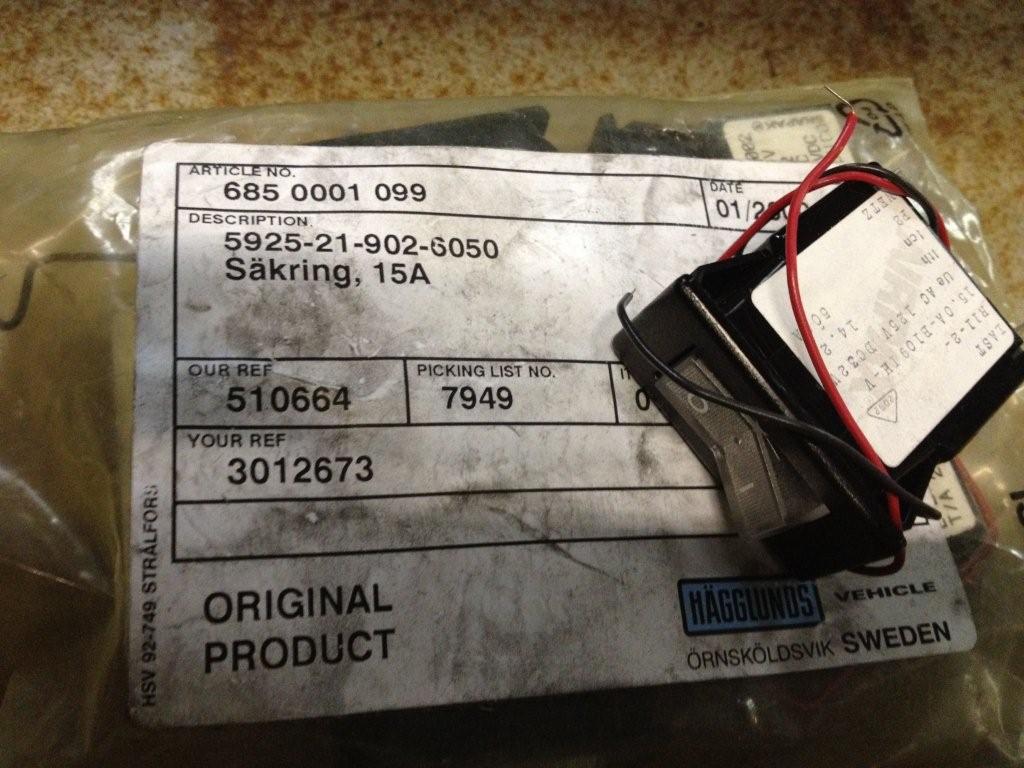 ARTICLE NO.
685 0001 099
DATE
DESCRIPTION
5925-21-902-6050
Säkring, 15A
OUR REF
510664
PICKING LIST NO.
7949
YOUR REF
3012673
HSV 92-749 STRÅLFORS
ORIGINAL
PRODUCT
HÄGGLUNDS VEHICLE
ÖRNSKÖLDSVIK SWEDEN
O
I